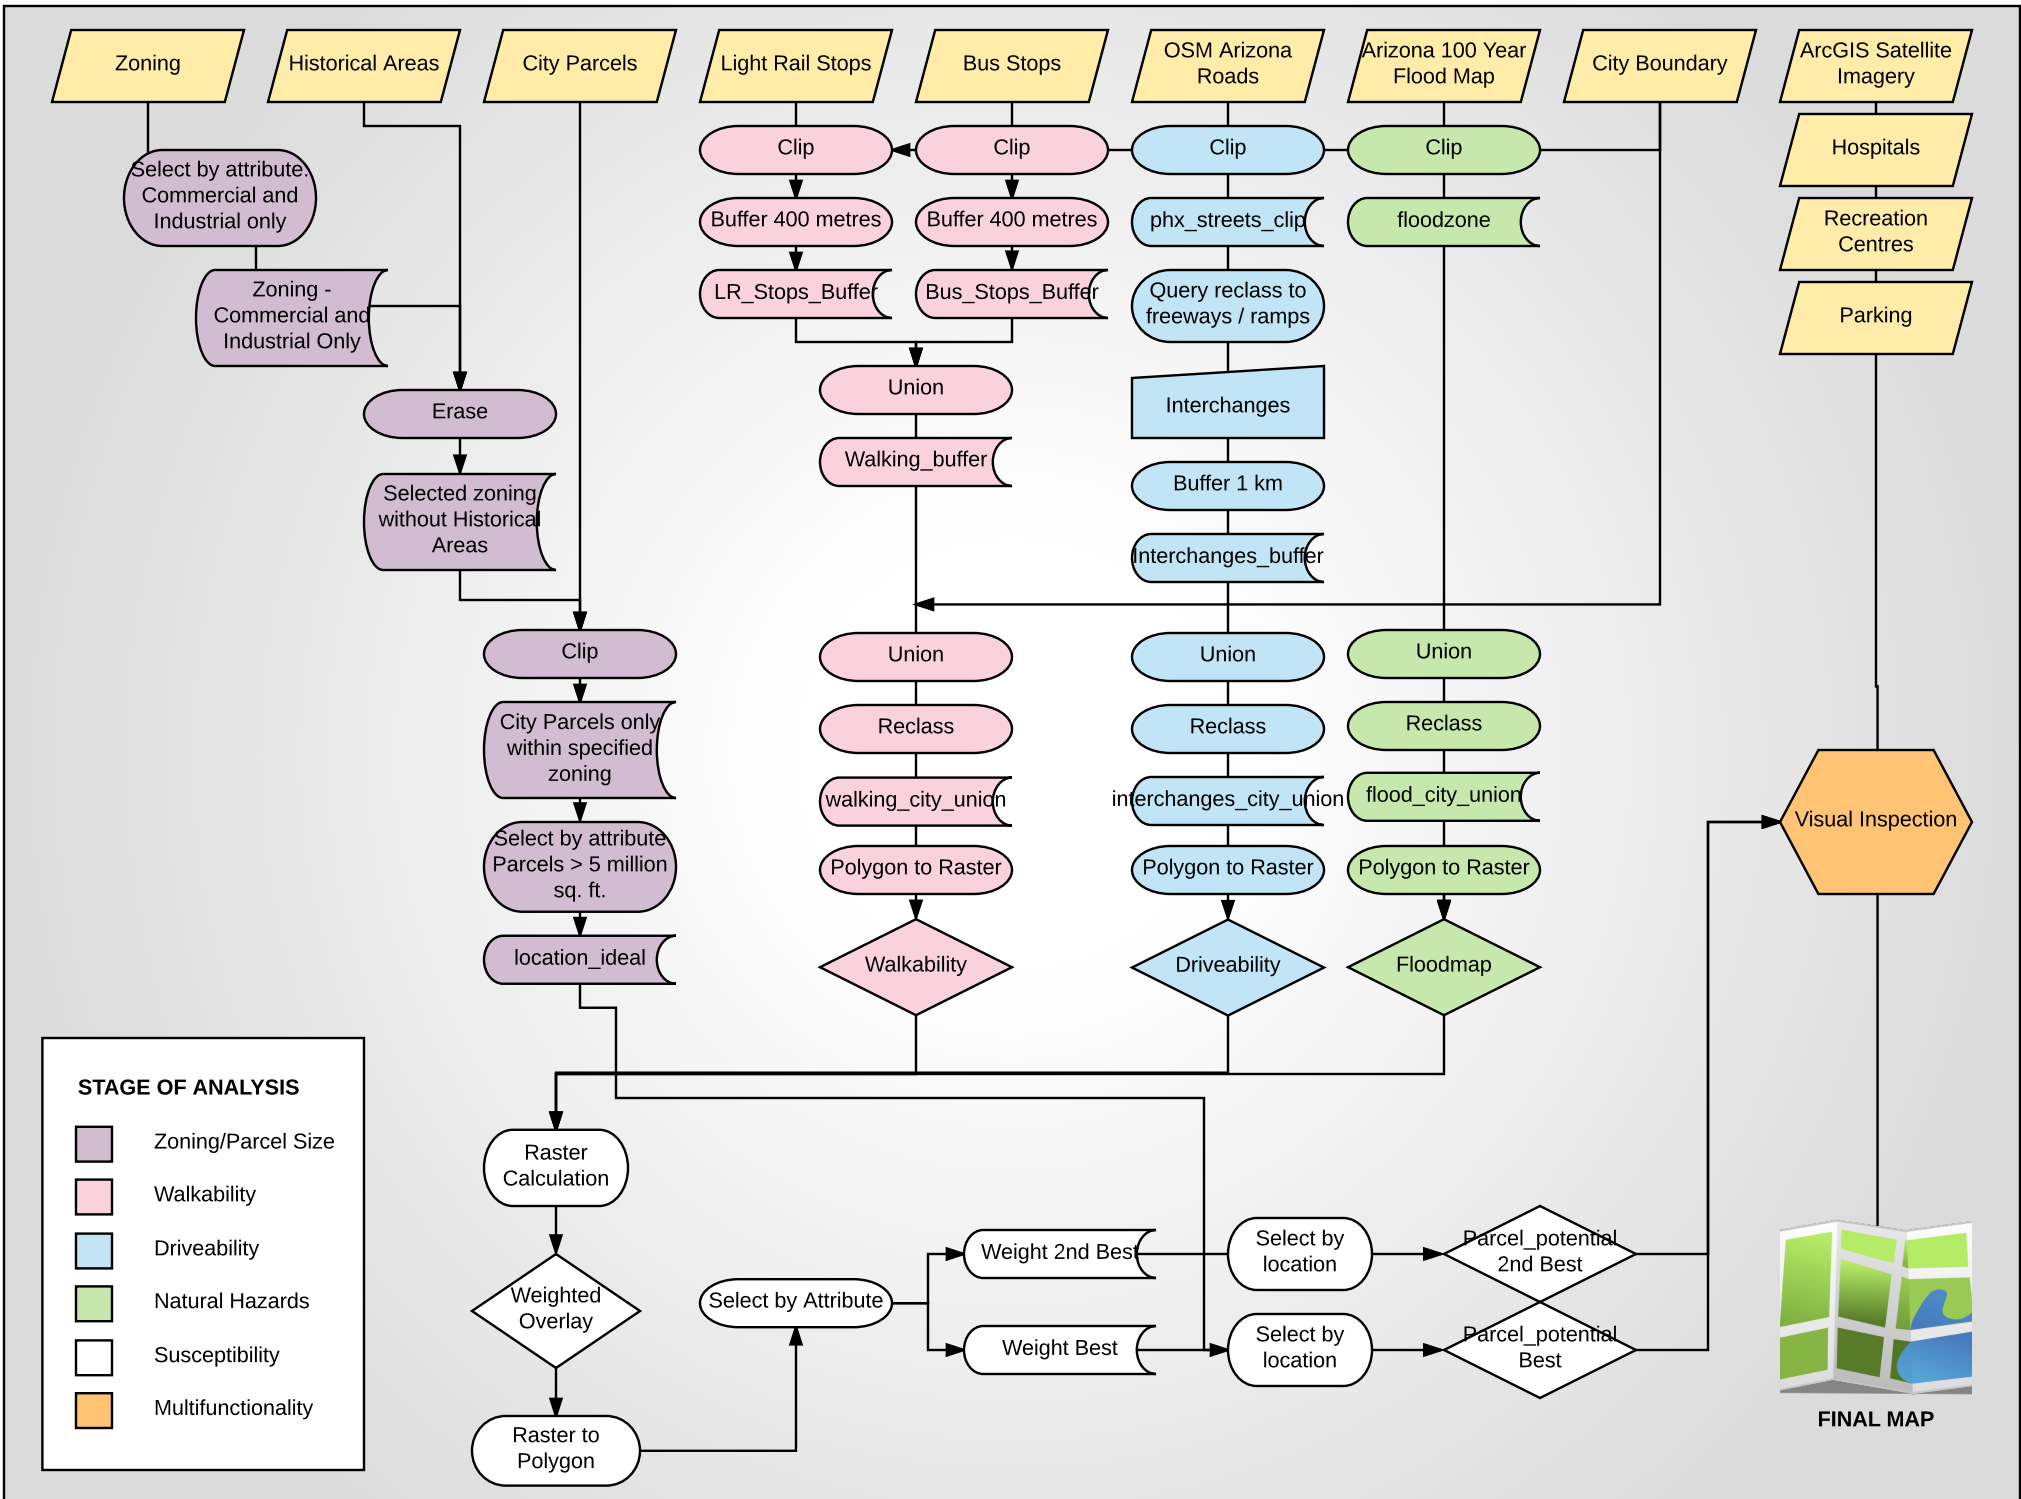 Zoning
Historical Areas
City Parcels
Light Rail Stops
Bus Stops
OSM Arizona
Roads
Arizona 100 Year
Flood Map
City Boundary
ArcGIS Satellite
Imagery
Clip
Clip
Clip
Clip
Hospitals
Select by attribute:
Commercial and
Industrial only
Buffer 400 metres
Buffer 400 metres
phx_streets_clip
floodzone
Recreation
Centres
Zoning -
Commercial and
Industrial Only
LR_Stops_Buffer
Bus_Stops_Buffer
Query reclass to
freeways / ramps
Parking
Erase
Union
Interchanges
Walking_buffer
Buffer 1 km
Selected zoning
without Historical
Areas
Interchanges_buffer
Clip
Union
Union
Union
City Parcels only
within specified
zoning
Reclass
Reclass
Reclass
walking_city_union
interchanges_city_union
flood_city_union
Visual Inspection
Select by attribute
Parcels > 5 million
sq. ft.
Polygon to Raster
Polygon to Raster
Polygon to Raster
location_ideal
Walkability
Driveability
Floodmap
STAGE OF ANALYSIS
Zoning/Parcel Size
Walkability
Driveability
Natural Hazards
Susceptibility
Multifunctionality
Raster
Calculation
Weighted
Overlay
Raster to
Polygon
Select by Attribute
Weight 2nd Best
Select by
location
Parcel_potential
2nd Best
Weight Best
Select by
location
Parcel_potential
Best
FINAL MAP